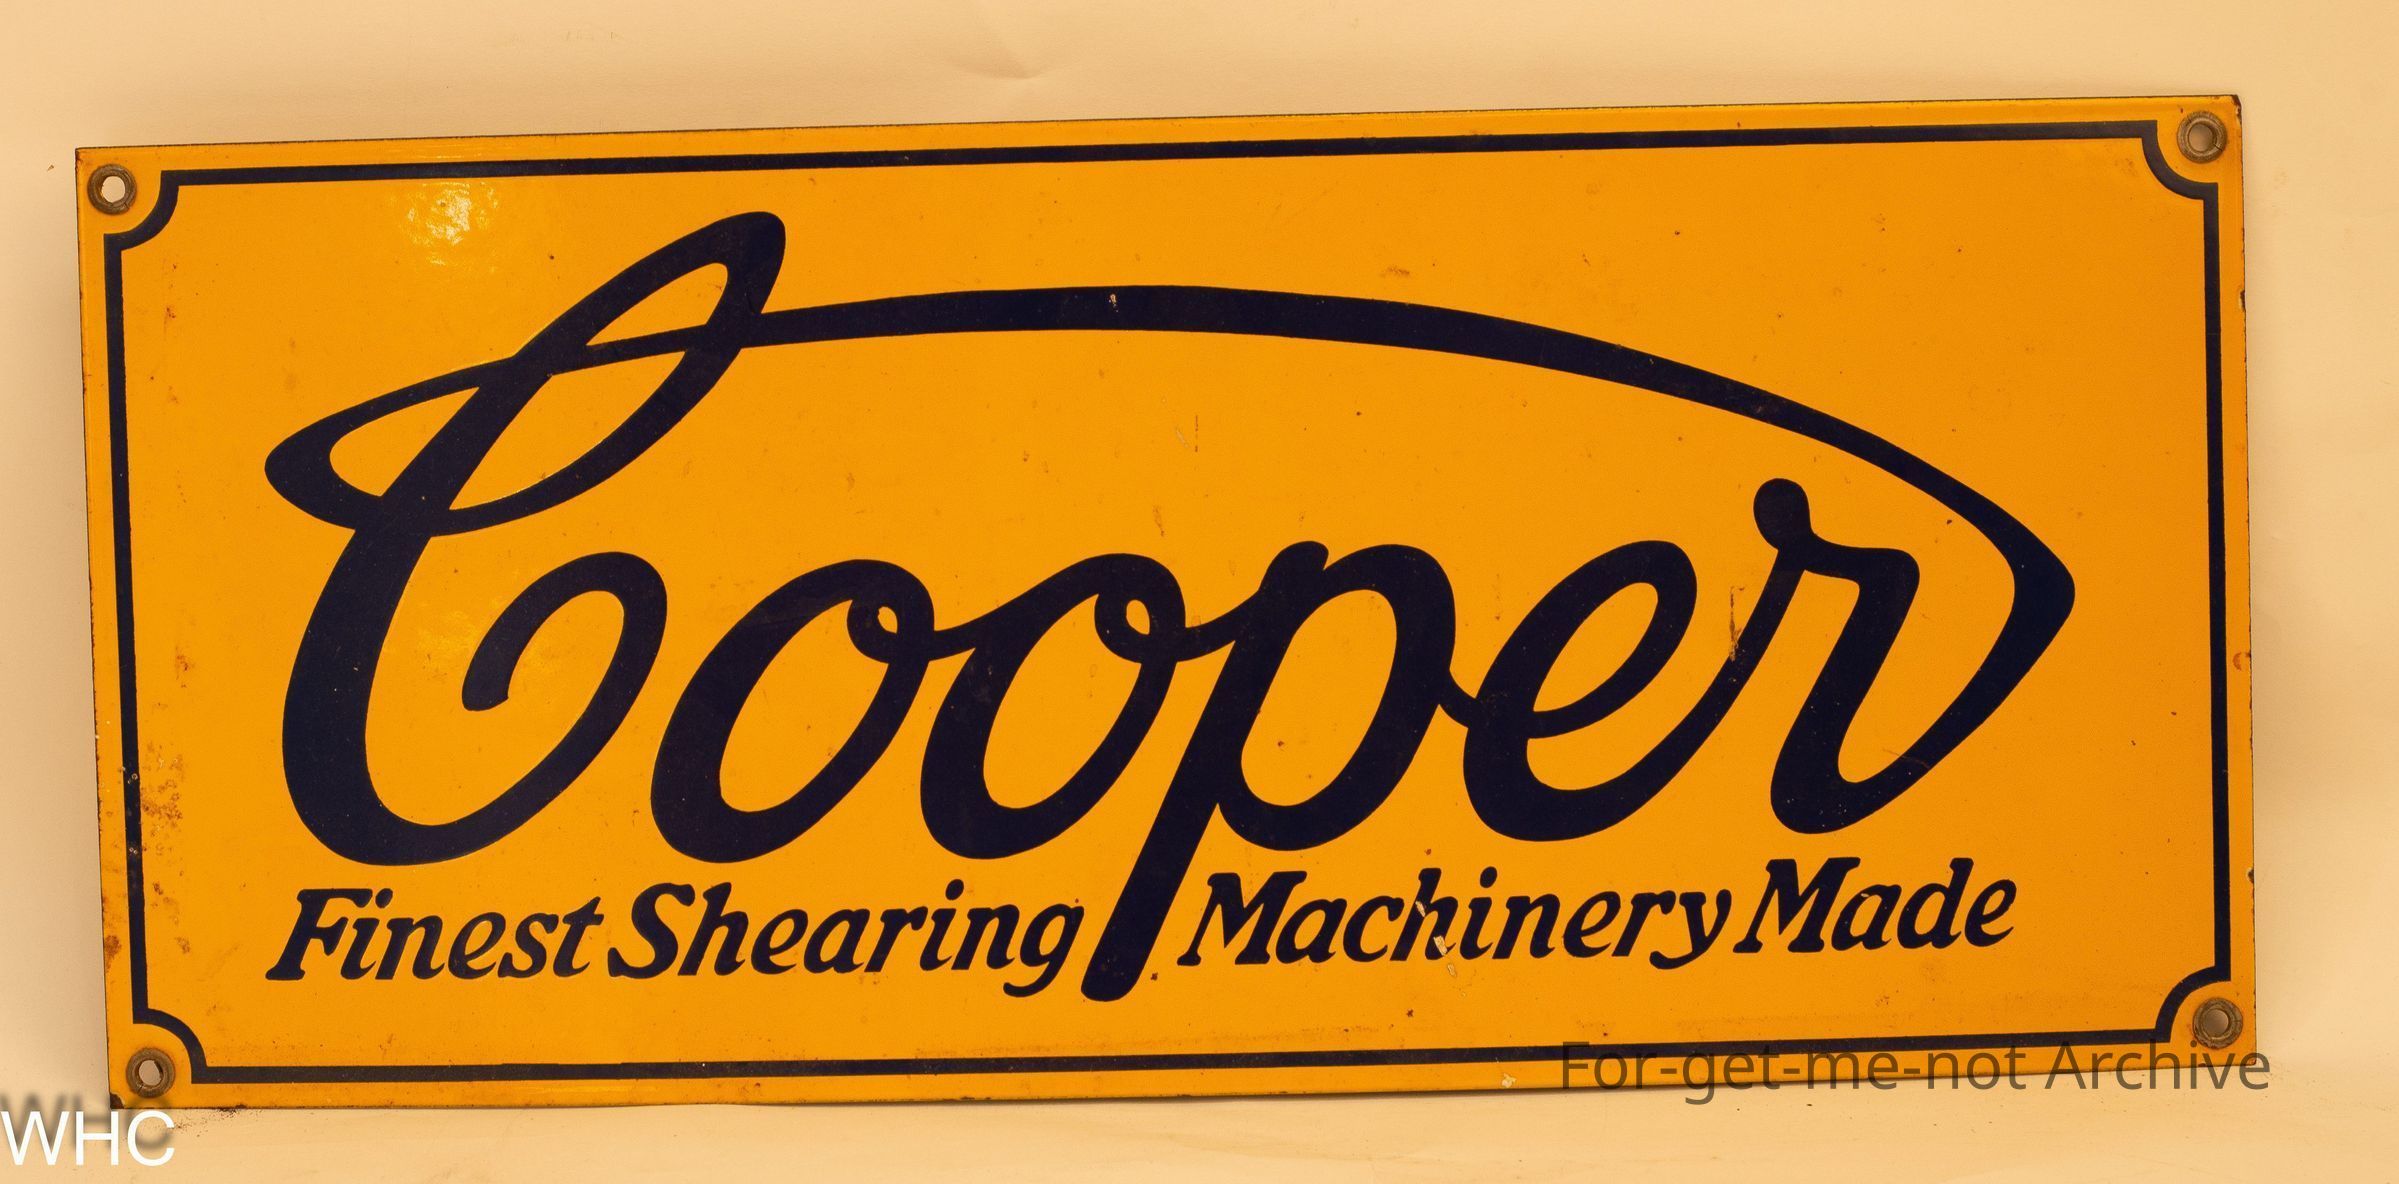 Cooper
Finest Shearing Machinery Made
For-get-me-not Archive
WHC